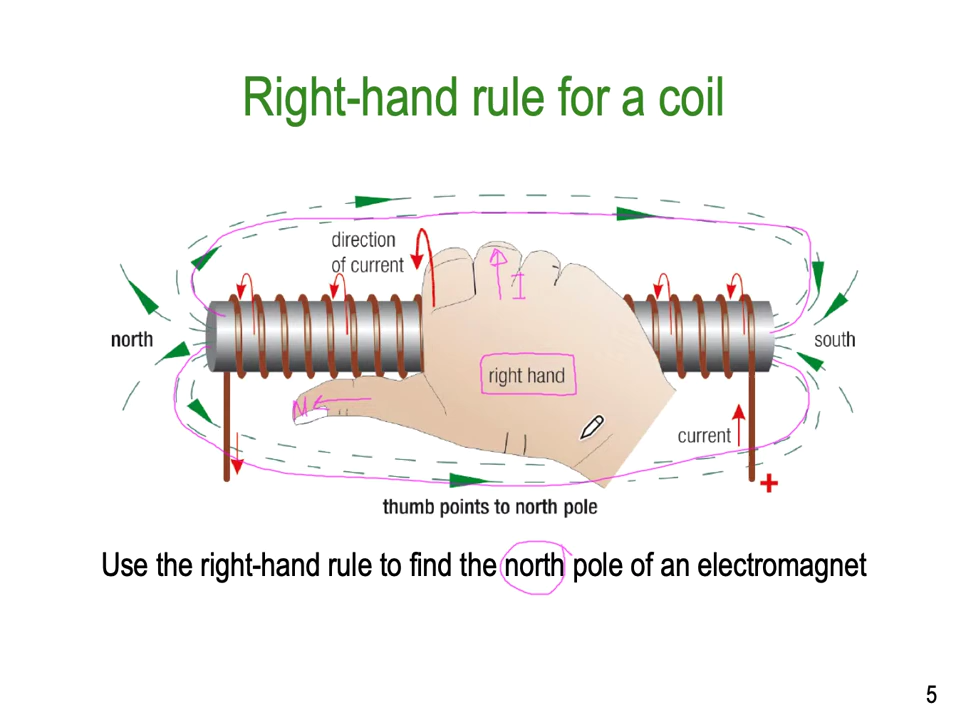 Right-hand rule for a coil
direction
of current
I
north
south
right hand
N
current
+
thumb points to north pole
Use the right-hand rule to find the north pole of an electromagnet
5